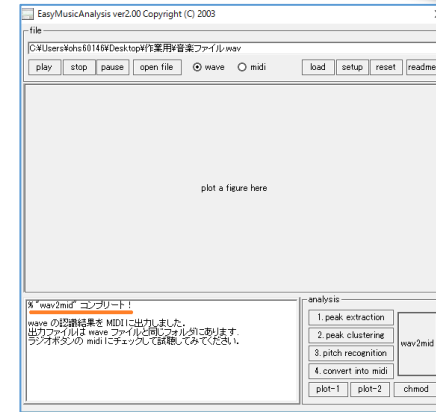 EasyMusicAnalysis ver2.00 Copyright (C) 2003
file
C:¥Users¥ohs60146¥Desktop¥作業用¥音楽ファイル.wav
play stop pause open file wave midi load setup reset readme
plot a figure here
% "wav2mid" コンプリート！
wave の認識結果を MIDI に出力しました。
出力ファイルは wave ファイルと同じフォルダにあります.
ラジオボタンの midi にチェックして試聴してみてください.
analysis
1. peak extraction
2. peak clustering
3. pitch recognition
4. convert into midi
wav2mid
plot-1 plot-2 chmod